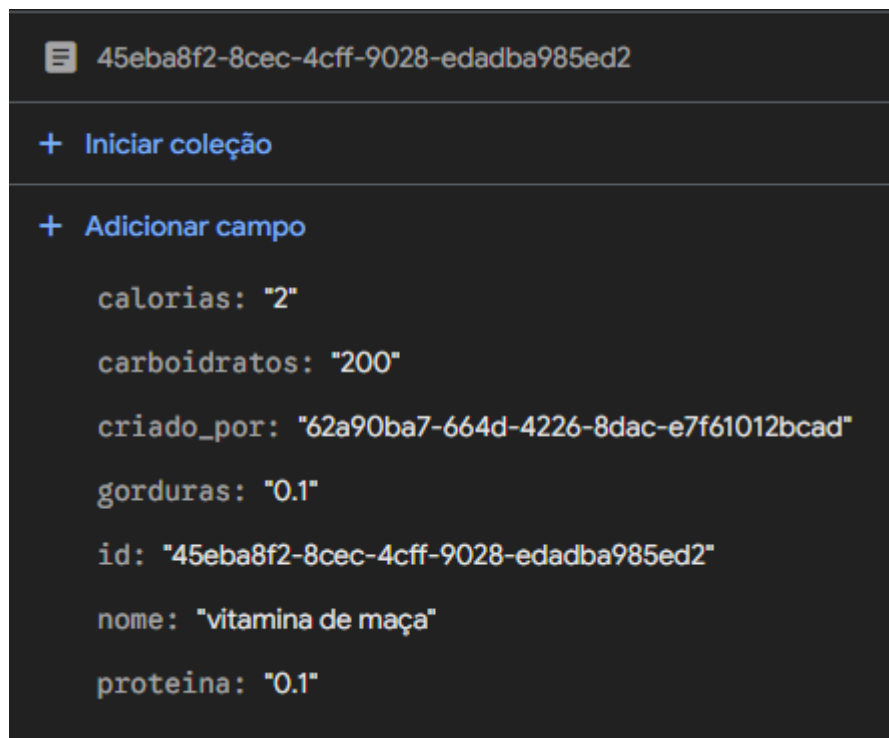 45eba8f2-8cec-4cff-9028-edadba985ed2
+ Iniciar coleção
+ Adicionar campo
calorias: "2"
carboidratos: "200"
criado_por: "62a90ba7-664d-4226-8dac-e7f61012bcad"
gorduras: "0.1"
id: "45eba8f2-8cec-4cff-9028-edadba985ed2"
nome: "vitamina de maça"
proteina: "0.1"